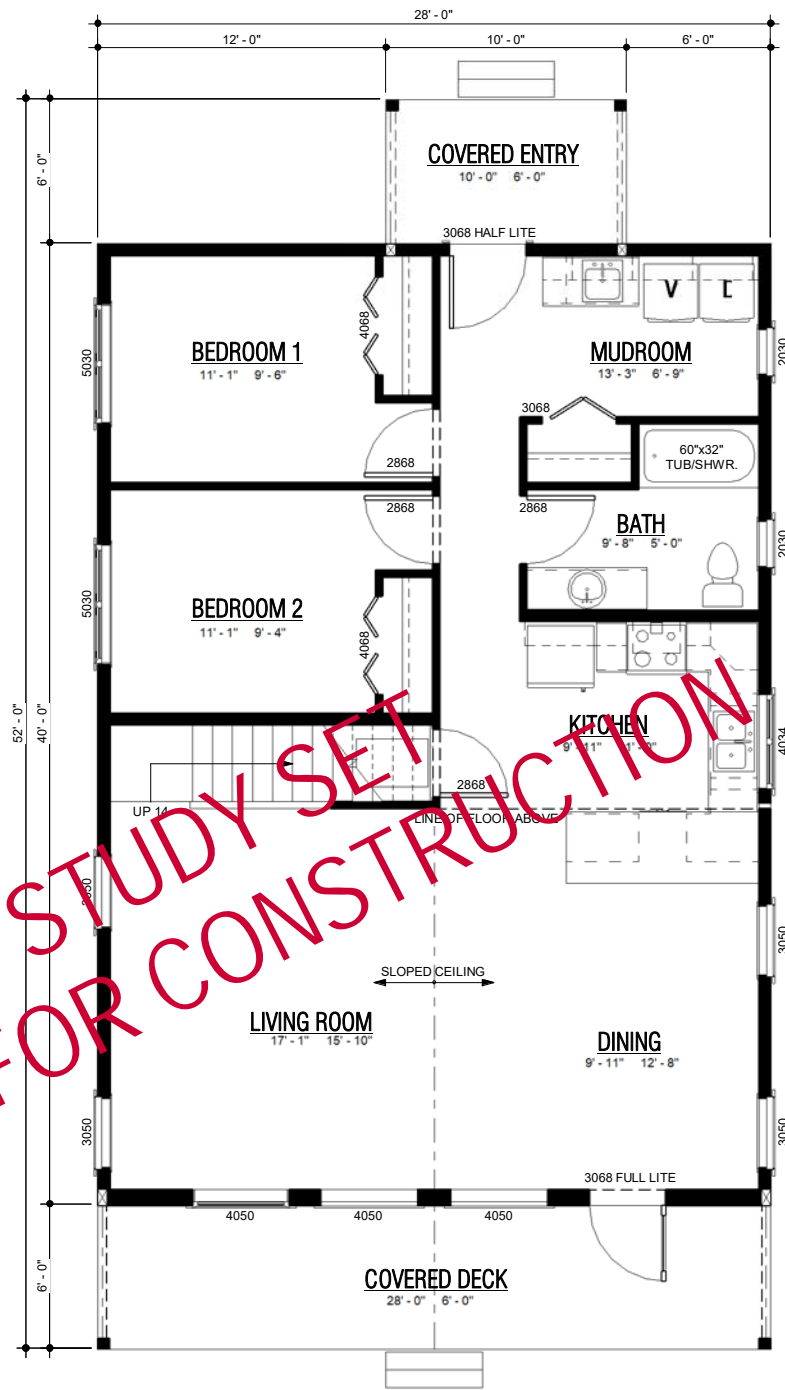 28' - 0"
12' - 0"
10' - 0"
6' - 0"
6' - 0"
COVERED ENTRY
10' - 0" 6' - 0"
3068 HALF LITE
BEDROOM 1
11' - 1" 9' - 6"
5030
4068
2868
MUDROOM
13' - 3" 6' - 9"
2030
3068
60"x32"
TUB/SHWR.
2868
2868
BATH
9' - 8" 5' - 0"
2030
BEDROOM 2
11' - 1" 9' - 4"
5030
4068
52' - 0"
40' - 0"
KITCHEN
4034
2868
UP 14
LINE OF FLOOR ABOVE
STUDY SET
FOR CONSTRUCTION
3050
3050
SLOPED CEILING
LIVING ROOM
17' - 1" 15' - 10"
DINING
9' - 11" 12' - 8"
3050
3050
3068 FULL LITE
4050
4050
4050
6' - 0"
COVERED DECK
28' - 0" 6' - 0"